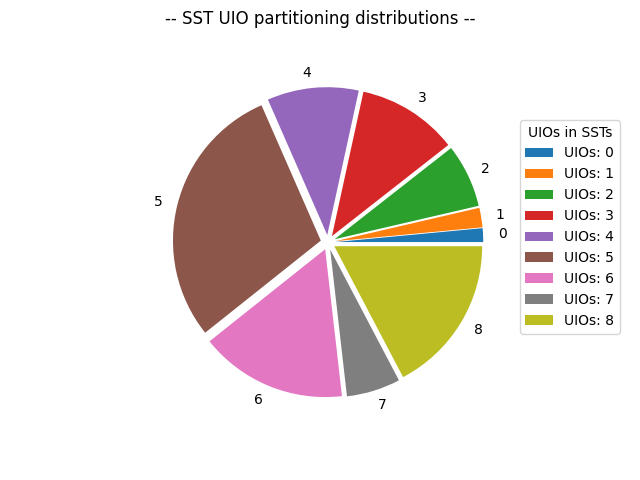 -- SST UIO partitioning distributions --
4
3
2
1
0
5
6
7
8
UIOs in SSTs
UIOs: 0
UIOs: 1
UIOs: 2
UIOs: 3
UIOs: 4
UIOs: 5
UIOs: 6
UIOs: 7
UIOs: 8